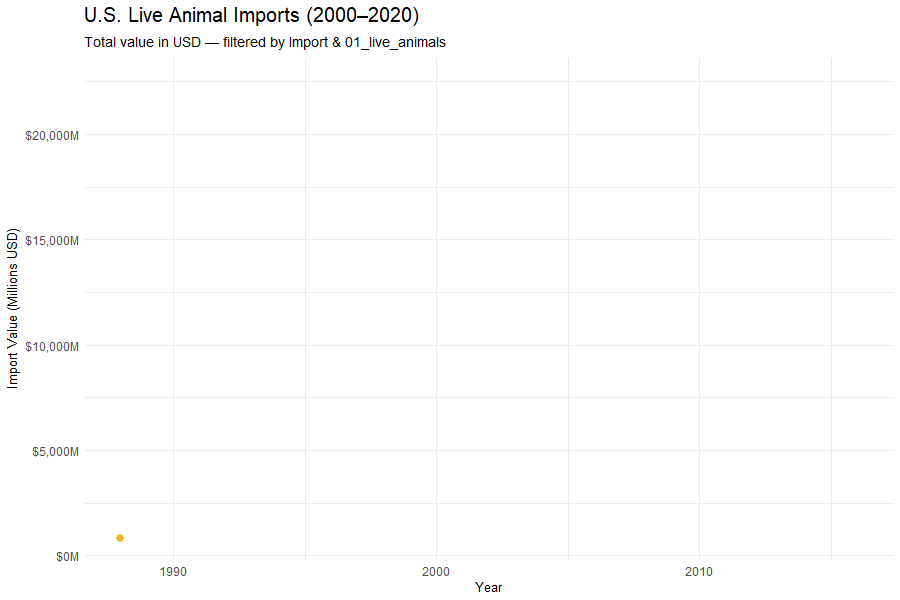 U.S. Live Animal Imports (2000–2020)
Total value in USD — filtered by Import & 01_live_animals
$20,000M
$15,000M
$10,000M
$5,000M
$0M
Import Value (Millions USD)
1990
2000
2010
Year